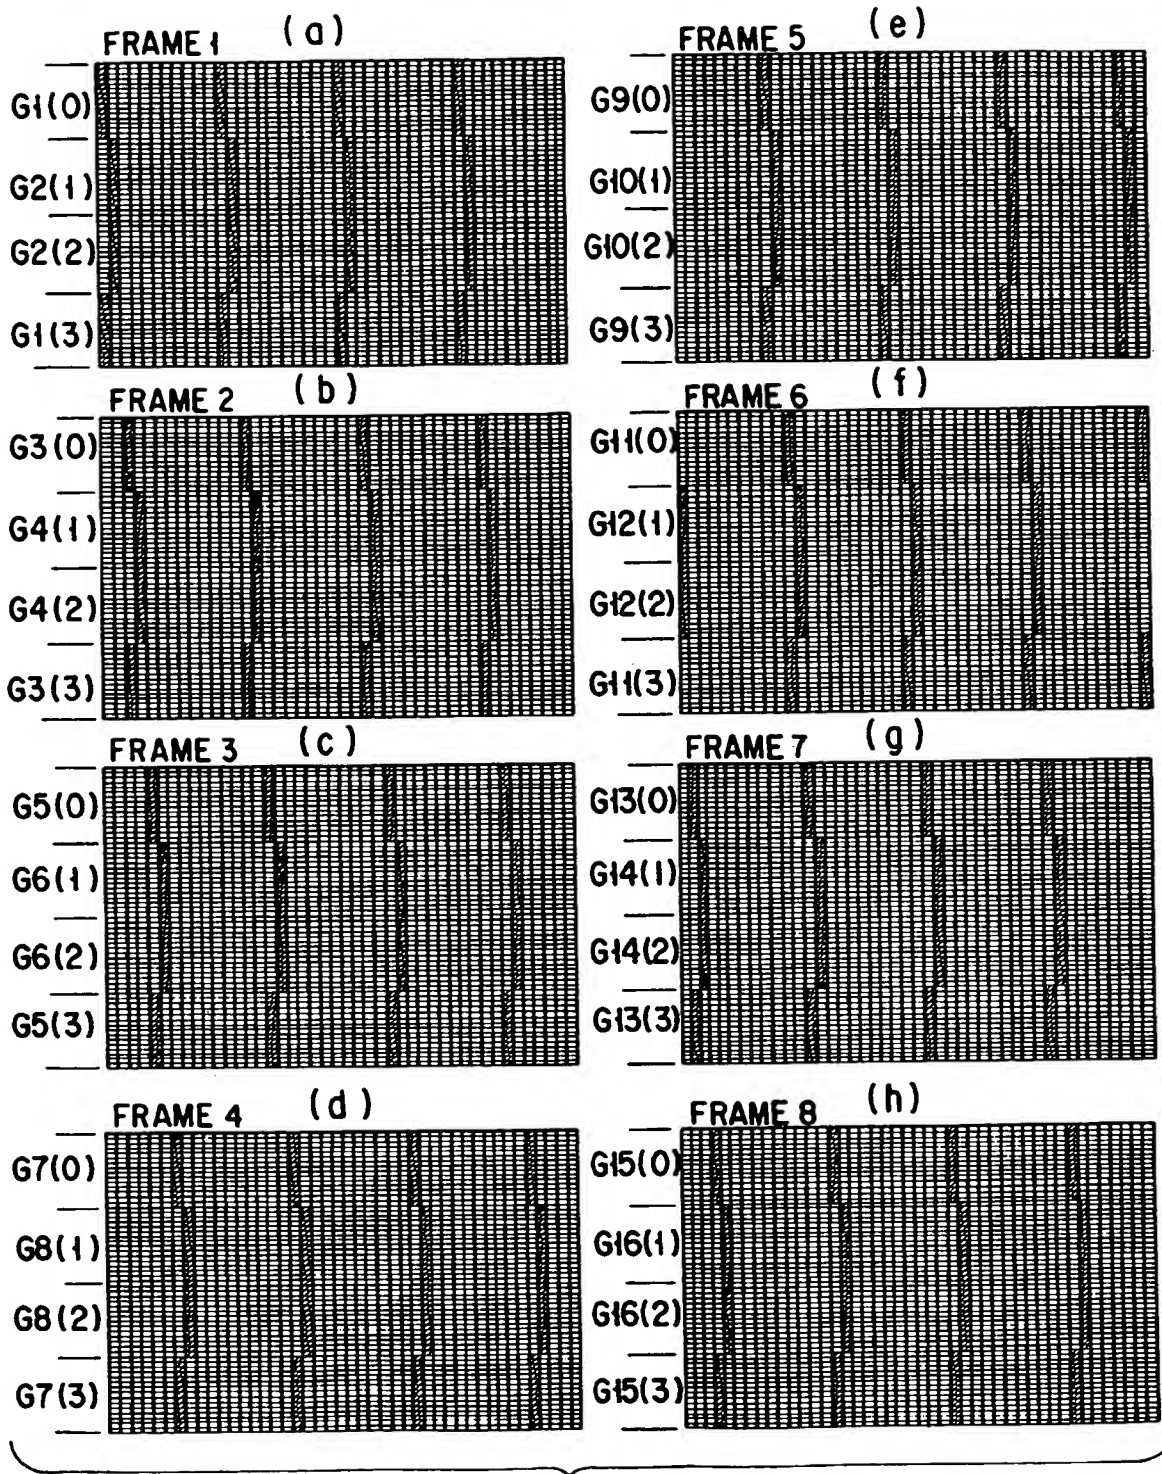 FRAME 1 (a)
G1(0)
G2(1)
G2(2)
G1(3)
FRAME 2 (b)
G3(0)
G4(1)
G4(2)
G3(3)
FRAME 3 (c)
G5(0)
G6(1)
G6(2)
G5(3)
FRAME 4 (d)
G7(0)
G8(1)
G8(2)
G7(3)
FRAME 5 (e)
G9(0)
G10(1)
G10(2)
G9(3)
FRAME 6 (f)
G11(0)
G12(1)
G12(2)
G11(3)
FRAME 7 (g)
G13(0)
G14(1)
G14(2)
G13(3)
FRAME 8 (h)
G15(0)
G16(1)
G16(2)
G15(3)